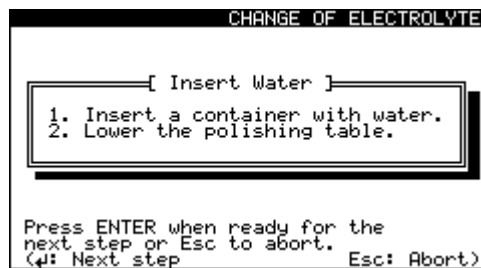 CHANGE OF ELECTROLYTE
[ Insert Water ]
1. Insert a container with water.
2. Lower the polishing table.
Press ENTER when ready for the
next step or Esc to abort.
(↲: Next step Esc: Abort)